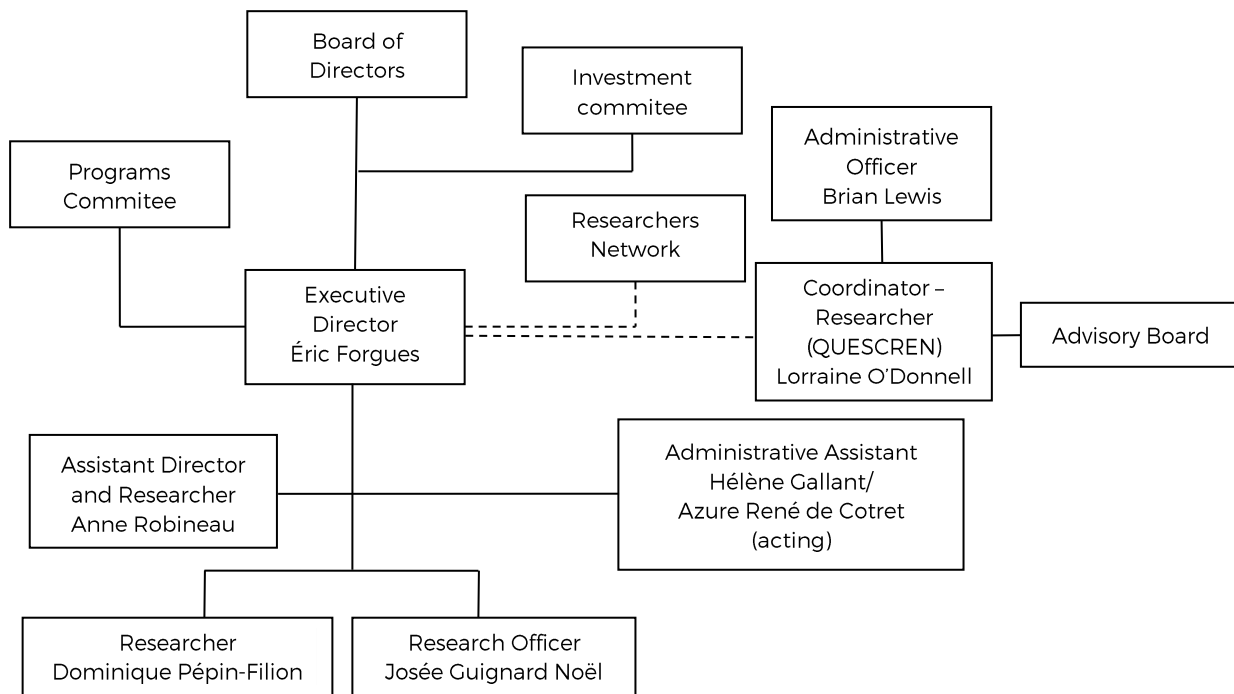 Board of
Directors
Investment
commitee
Administrative
Officer
Brian Lewis
Programs
Commitee
Researchers
Network
Executive
Director
Éric Forgues
Coordinator –
Researcher
(QUESCREN)
Lorraine O’Donnell
Advisory Board
Assistant Director
and Researcher
Anne Robineau
Administrative Assistant
Hélène Gallant/
Azure René de Cotret
(acting)
Researcher
Dominique Pépin-Filion
Research Officer
Josée Guignard Noël